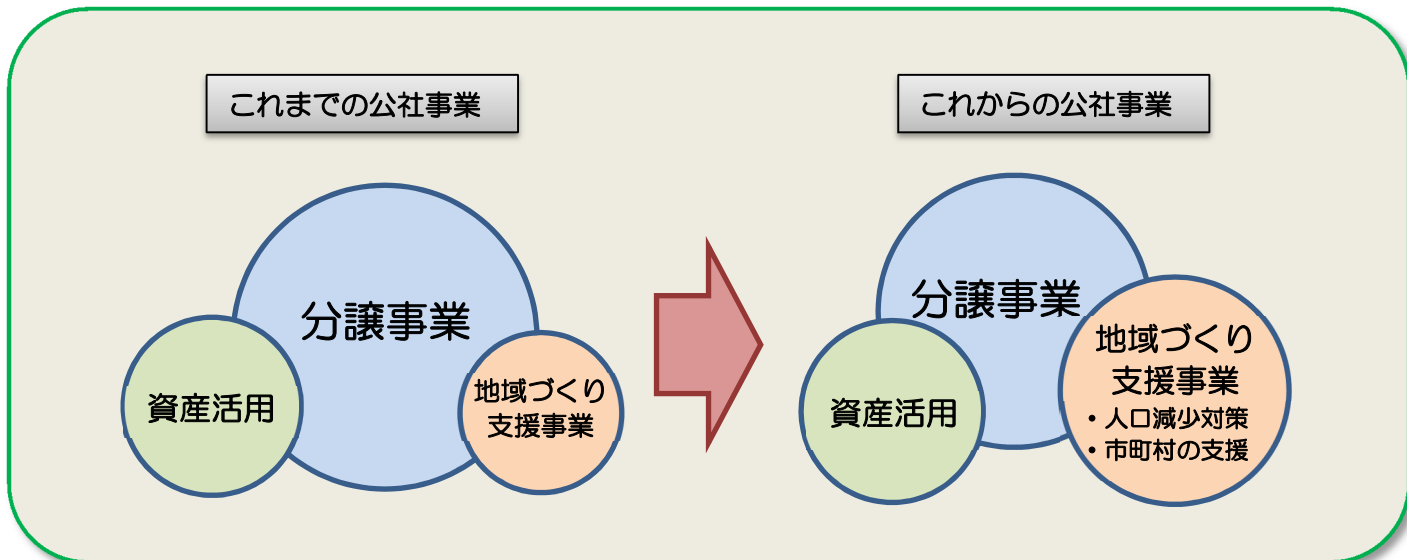 これまでの公社事業
分譲事業
資産活用
地域づくり
支援事業
これからの公社事業
分譲事業
資産活用
地域づくり
支援事業
・人口減少対策
・市町村の支援